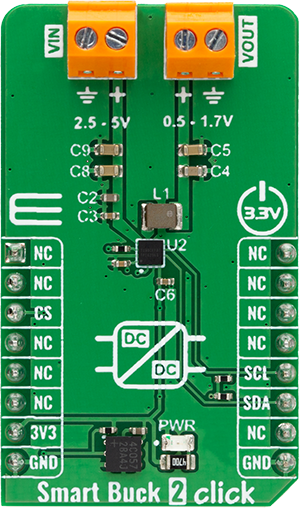 VIN
VOUT
+ +
2.5 - 5V 0.5 - 1.7V
C9 C5
C8 C4
C2 L1
C3
3.3V
U2
NC NC
NC NC
CS C6 NC
NC DC NC
NC DC SCL
NC SDA
3V3 PWR NC
GND GND
Smart Buck 2 click